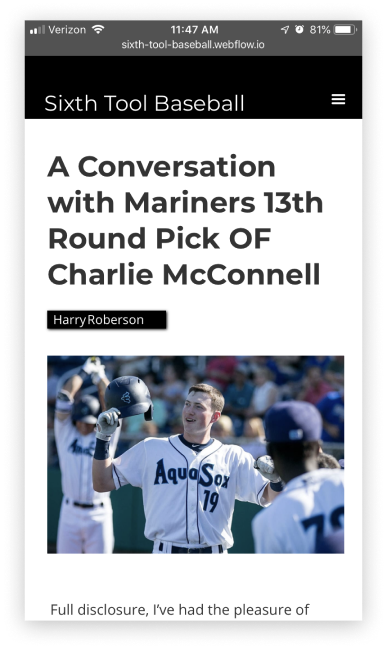 Verizon 11:47 AM 81%
sixth-tool-baseball.webflow.io
Sixth Tool Baseball
A Conversation
with Mariners 13th
Round Pick OF
Charlie McConnell
Harry Roberson
AquaSox
19
Full disclosure, I've had the pleasure of